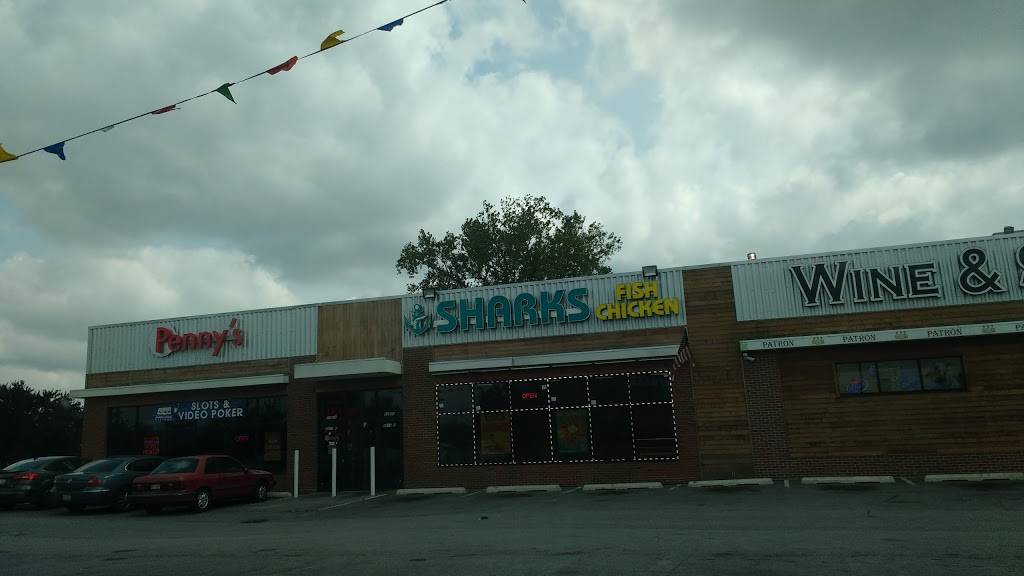 Penny's
SLOTS &
VIDEO POKER
SHARKS
FISH
CHICKEN
OPEN
WINE &
PATRON
PATRON
PATRON